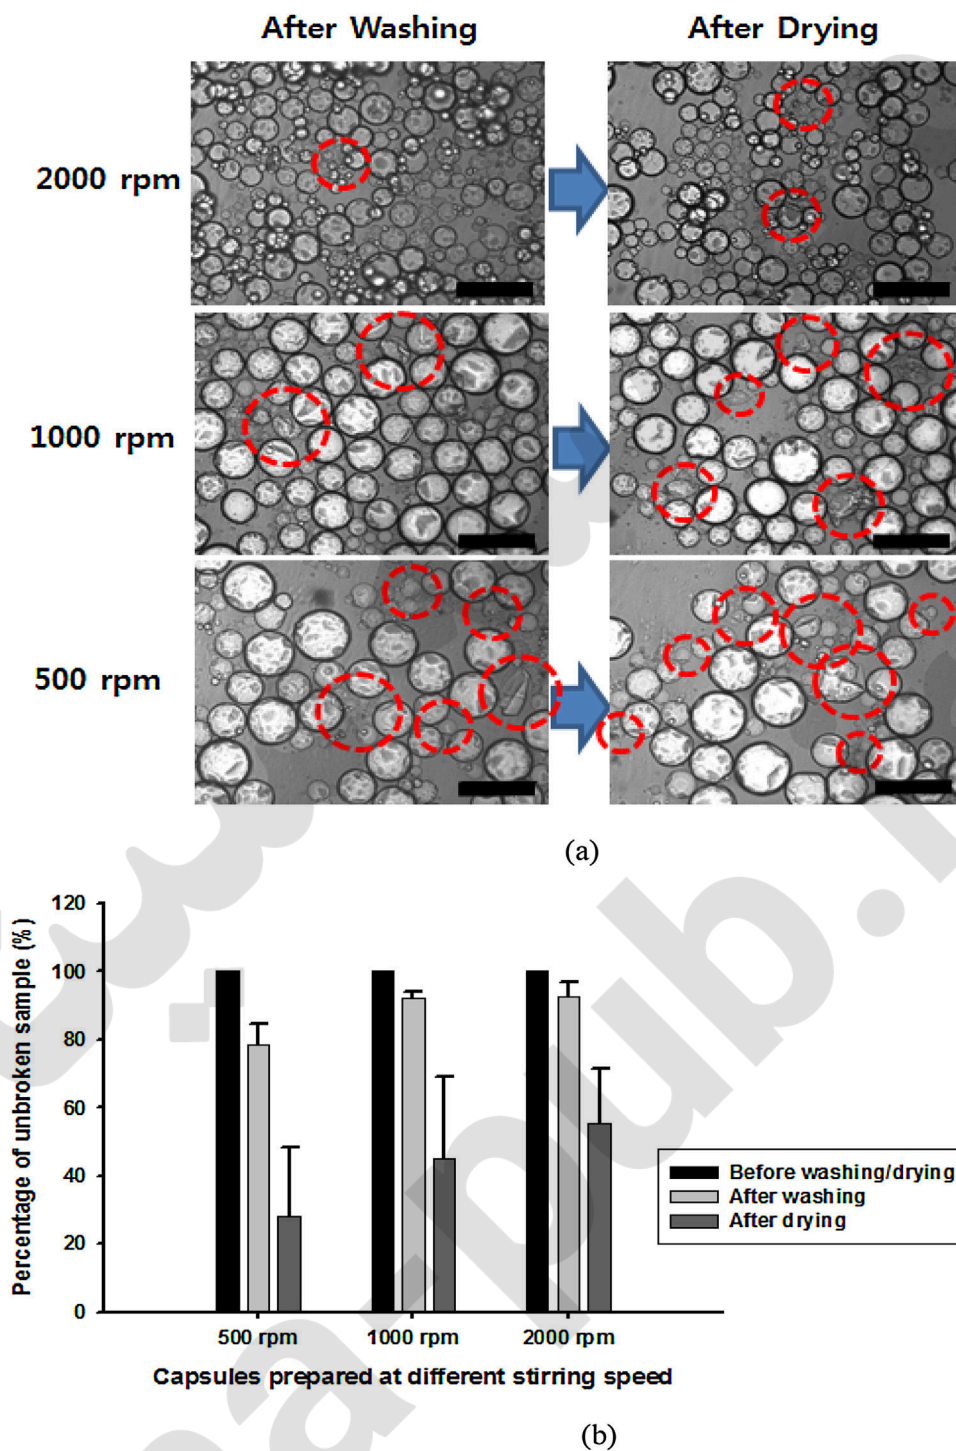 After Washing After Drying
2000 rpm
1000 rpm
500 rpm
(a)
120
100
80
60
40
20
0
Percentage of unbroken sample (%)
Before washing/drying
After washing
After drying
500 rpm 1000 rpm 2000 rpm
Capsules prepared at different stirring speed
(b)